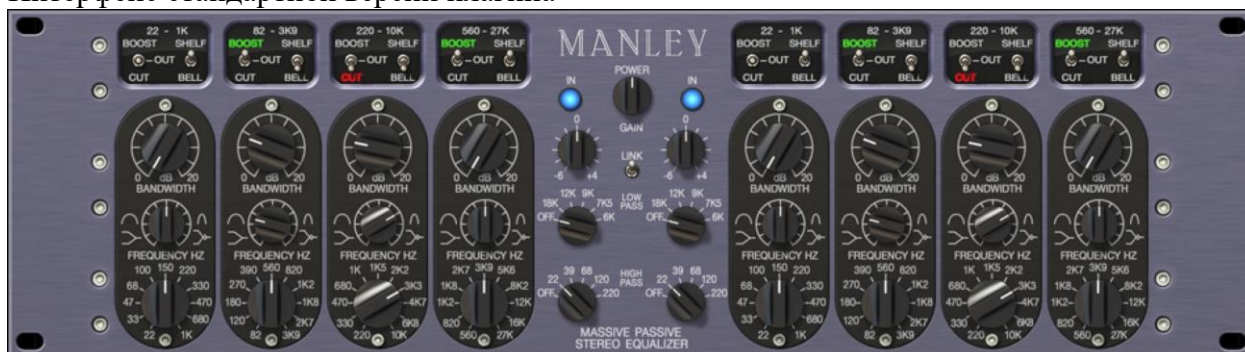 Интерфейс стандартной версии плагина
22 - 1K 82 - 3K9 220 - 10K 560 - 27K MANLEY 22 - 1K 82 - 3K9 220 - 10K 560 - 27K
BOOST SHELF BOOST SHELF BOOST SHELF BOOST SHELF BOOST SHELF BOOST SHELF BOOST SHELF BOOST SHELF
OUT OUT OUT OUT OUT OUT OUT OUT
CUT BELL CUT BELL CUT BELL CUT BELL CUT BELL CUT BELL CUT BELL CUT BELL
IN POWER IN
GAIN
0 0
-6 +4 -6 +4
LINK
0 dB 20 0 dB 20 0 dB 20 0 dB 20 0 dB 20 0 dB 20 0 dB 20 0 dB 20
BANDWIDTH BANDWIDTH BANDWIDTH BANDWIDTH BANDWIDTH BANDWIDTH BANDWIDTH BANDWIDTH
LOW PASS
OFF 18K 12K 9K 7K5 6K OFF 18K 12K 9K 7K5 6K
FREQUENCY HZ FREQUENCY HZ FREQUENCY HZ FREQUENCY HZ FREQUENCY HZ FREQUENCY HZ FREQUENCY HZ FREQUENCY HZ
22 33 47 68 100 150 220 330 470 680 1K
82 120 180 270 390 560 820 1K2 1K8 2K7 3K9
220 330 470 680 1K 1K5 2K2 3K3 4K7 6K8 10K
560 820 1K2 1K8 2K7 3K9 5K6 8K2 12K 16K 27K
HIGH PASS
OFF 22 39 68 120 220 OFF 22 39 68 120 220
22 33 47 68 100 150 220 330 470 680 1K
82 120 180 270 390 560 820 1K2 1K8 2K7 3K9
220 330 470 680 1K 1K5 2K2 3K3 4K7 6K8 10K
560 820 1K2 1K8 2K7 3K9 5K6 8K2 12K 16K 27K
MASSIVE PASSIVE
STEREO EQUALIZER